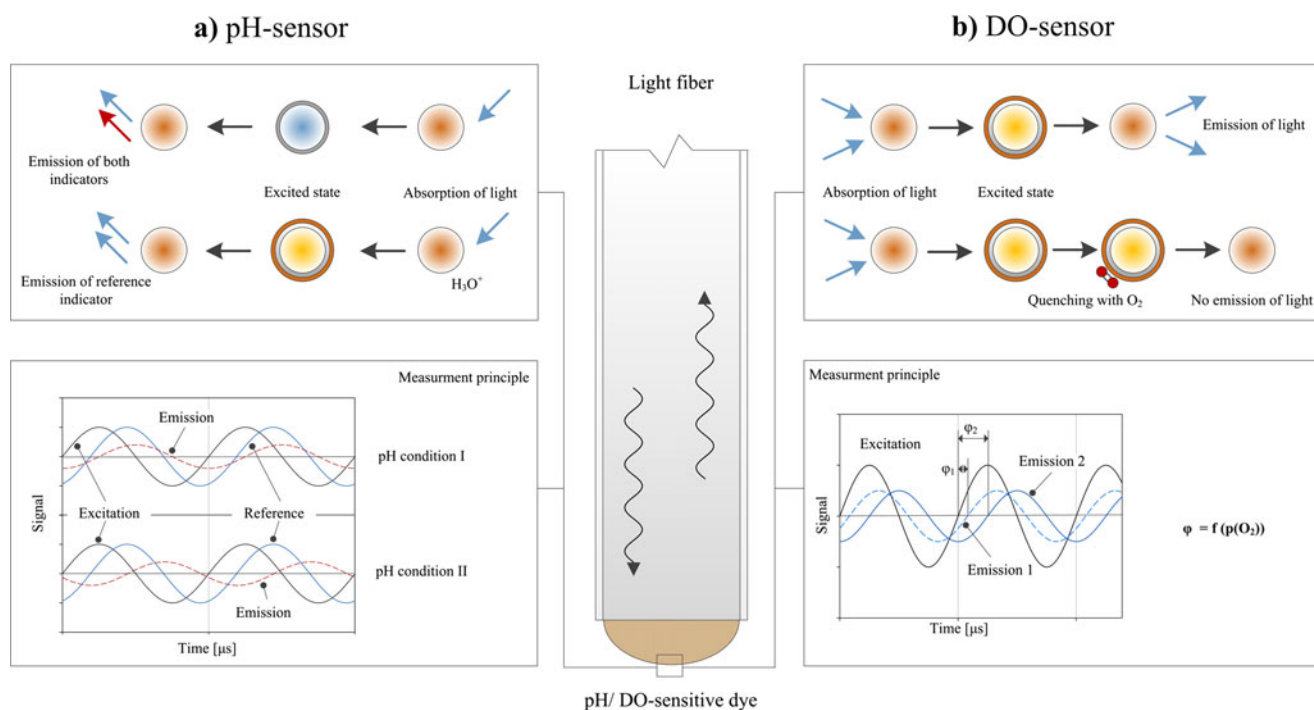 a) pH-sensor
Emission of both
indicators
Excited state
Absorption of light
Emission of reference
indicator
H₃O⁺
Measurment principle
Emission
pH condition I
Signal
Excitation
Reference
pH condition II
Emission
Time [μs]
Light fiber
pH/ DO-sensitive dye
b) DO-sensor
Emission of light
Absorption of light
Excited state
Quenching with O₂
No emission of light
Measurment principle
Excitation
φ₂
φ₁
Emission 2
Signal
Emission 1
Time [μs]
φ = f (p(O₂))